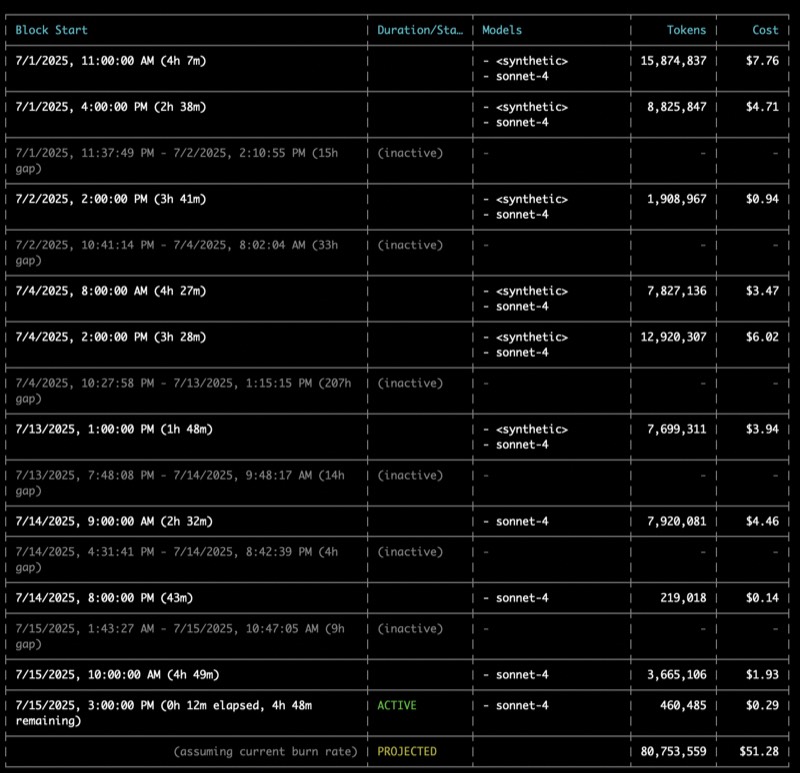 Block Start Duration/Sta… Models Tokens Cost
7/1/2025, 11:00:00 AM (4h 7m) - <synthetic> 15,874,837 $7.76
- sonnet-4
7/1/2025, 4:00:00 PM (2h 38m) - <synthetic> 8,825,847 $4.71
- sonnet-4
7/1/2025, 11:37:49 PM - 7/2/2025, 2:10:55 PM (15h (inactive) - - -
gap)
7/2/2025, 2:00:00 PM (3h 41m) - <synthetic> 1,908,967 $0.94
- sonnet-4
7/2/2025, 10:41:14 PM - 7/4/2025, 8:02:04 AM (33h (inactive) - - -
gap)
7/4/2025, 8:00:00 AM (4h 27m) - <synthetic> 7,827,136 $3.47
- sonnet-4
7/4/2025, 2:00:00 PM (3h 28m) - <synthetic> 12,920,307 $6.02
- sonnet-4
7/4/2025, 10:27:58 PM - 7/13/2025, 1:15:15 PM (207h (inactive) - - -
gap)
7/13/2025, 1:00:00 PM (1h 48m) - <synthetic> 7,699,311 $3.94
- sonnet-4
7/13/2025, 7:48:08 PM - 7/14/2025, 9:48:17 AM (14h (inactive) - - -
gap)
7/14/2025, 9:00:00 AM (2h 32m) - sonnet-4 7,920,081 $4.46
7/14/2025, 4:31:41 PM - 7/14/2025, 8:42:39 PM (4h (inactive) - - -
gap)
7/14/2025, 8:00:00 PM (43m) - sonnet-4 219,018 $0.14
7/15/2025, 1:43:27 AM - 7/15/2025, 10:47:05 AM (9h (inactive) - - -
gap)
7/15/2025, 10:00:00 AM (4h 49m) - sonnet-4 3,665,106 $1.93
7/15/2025, 3:00:00 PM (0h 12m elapsed, 4h 48m ACTIVE - sonnet-4 460,485 $0.29
remaining)
(assuming current burn rate) PROJECTED 80,753,559 $51.28